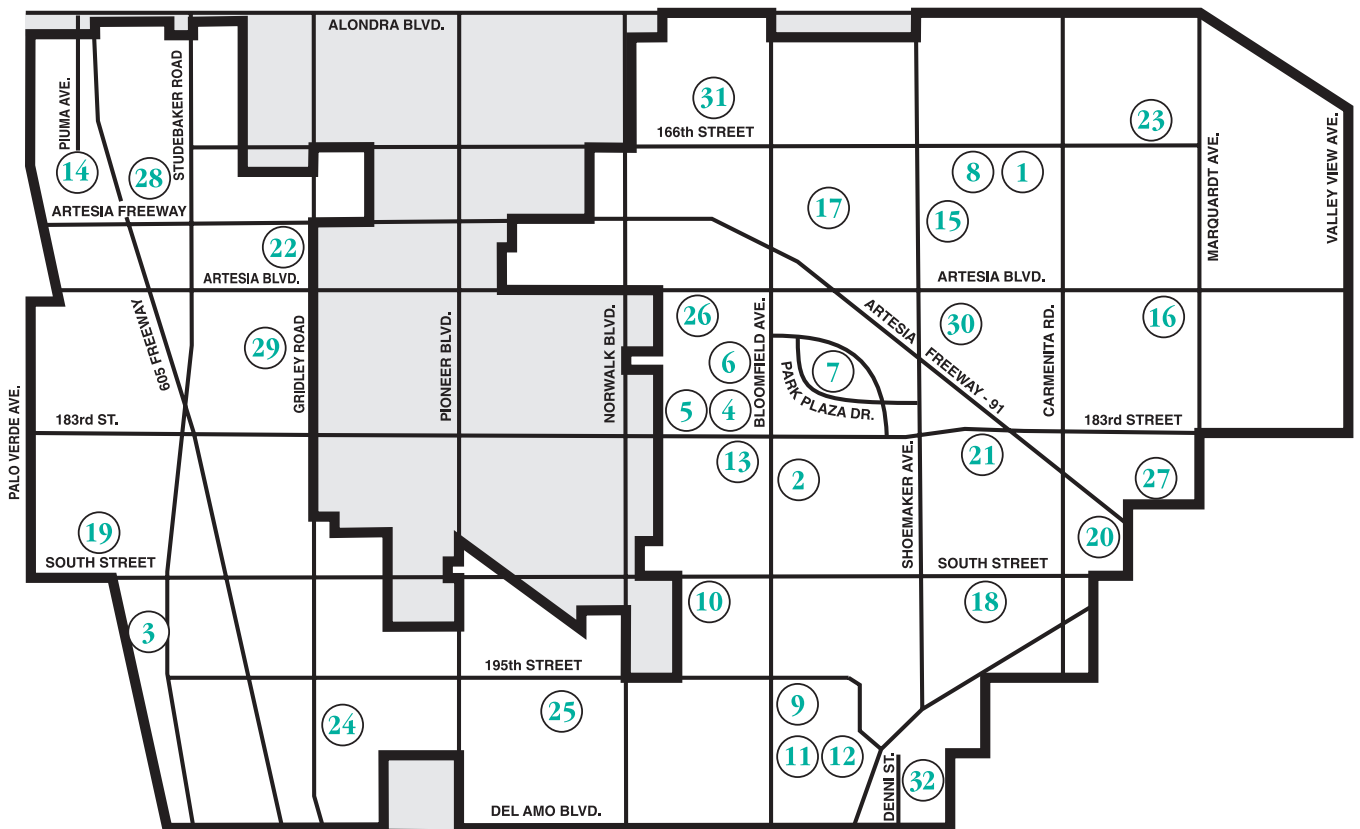 ALONDRA BLVD.
PIUMA AVE.
STUDEBAKER ROAD
31
23
166th STREET
MARQUARDT AVE.
VALLEY VIEW AVE.
14
28
8
1
ARTESIA FREEWAY
17
15
22
ARTESIA BLVD.
ARTESIA BLVD.
605 FREEWAY
29
GRIDLEY ROAD
PIONEER BLVD.
NORWALK BLVD.
26
BLOOMFIELD AVE.
ARTESIA FREEWAY - 91
30
CARMENITA RD.
16
6
7
PARK PLAZA DR.
5
4
183rd ST.
183rd STREET
PALO VERDE AVE.
13
2
SHOEMAKER AVE.
21
27
19
20
SOUTH STREET
SOUTH STREET
3
10
18
195th STREET
24
25
9
11
12
DENNI ST.
32
DEL AMO BLVD.